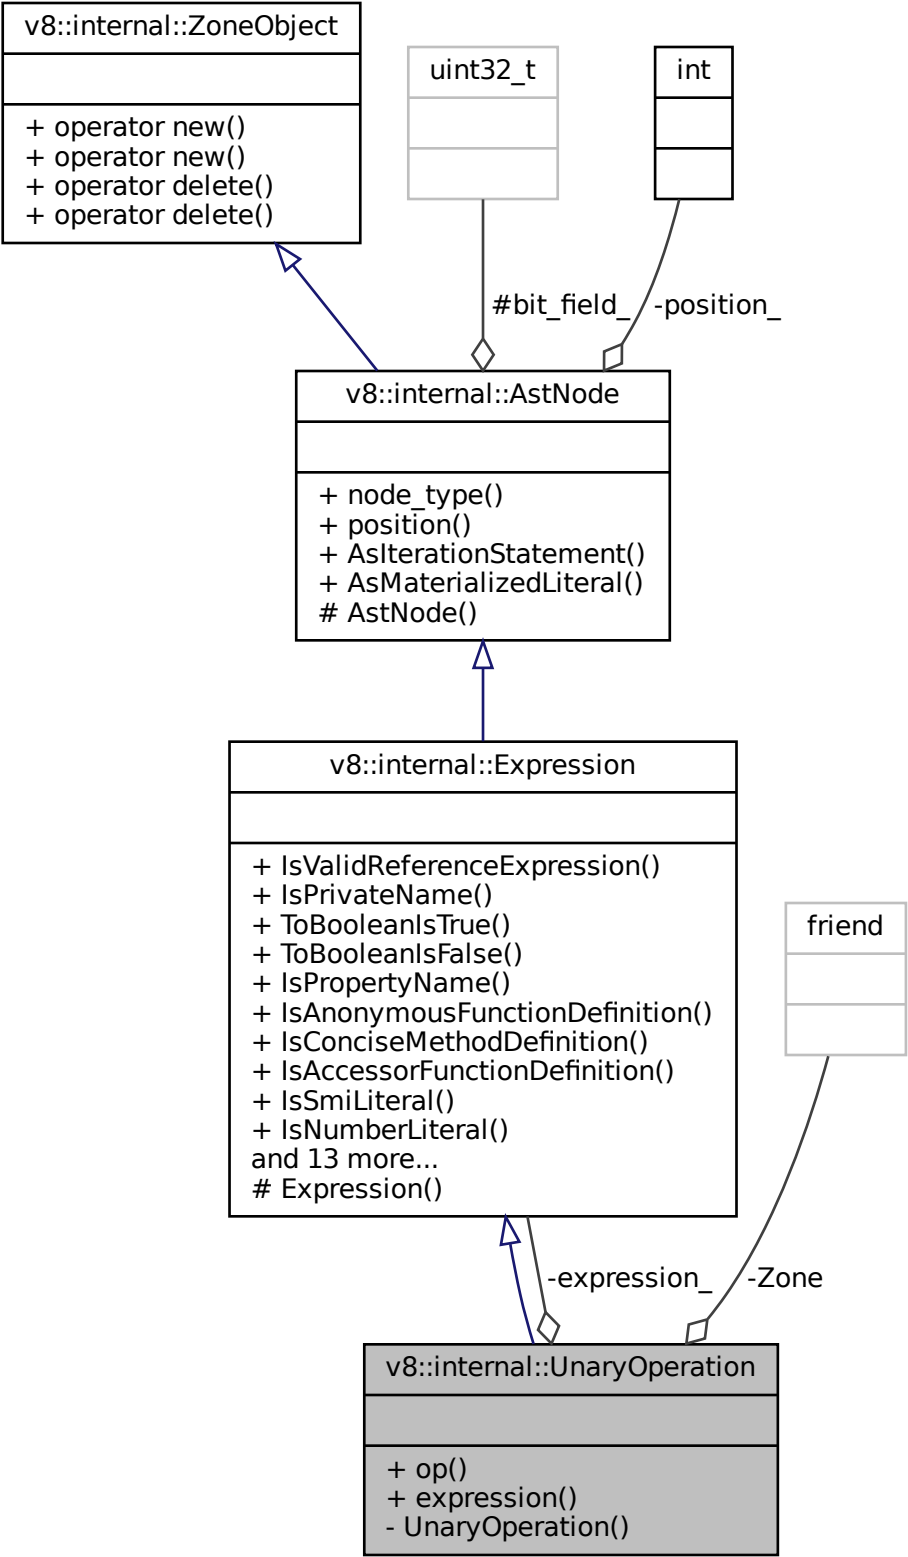 v8::internal::ZoneObject
+ operator new()
+ operator new()
+ operator delete()
+ operator delete()
uint32_t
int
#bit_field_
-position_
v8::internal::AstNode
+ node_type()
+ position()
+ AsIterationStatement()
+ AsMaterializedLiteral()
# AstNode()
v8::internal::Expression
+ IsValidReferenceExpression()
+ IsPrivateName()
+ ToBooleanIsTrue()
+ ToBooleanIsFalse()
+ IsPropertyName()
+ IsAnonymousFunctionDefinition()
+ IsConciseMethodDefinition()
+ IsAccessorFunctionDefinition()
+ IsSmiLiteral()
+ IsNumberLiteral()
and 13 more...
# Expression()
friend
-expression_
-Zone
v8::internal::UnaryOperation
+ op()
+ expression()
- UnaryOperation()